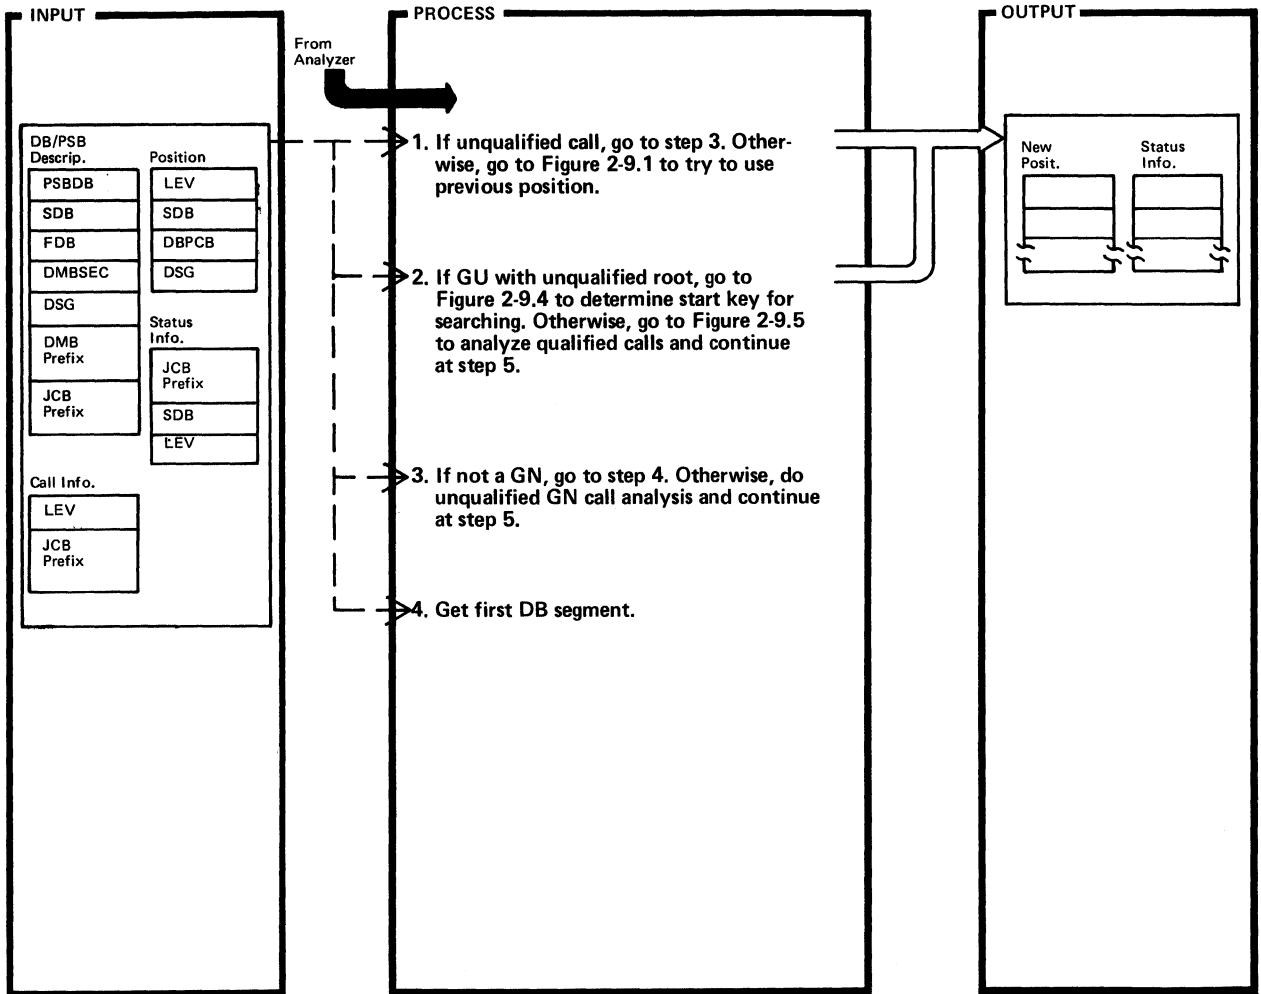 INPUT
PROCESS
OUTPUT
From
Analyzer
DB/PSB
Descrip.
PSBDB
SDB
FDB
DMBSEC
DSG
DMB
Prefix
JCB
Prefix
Position
LEV
SDB
DBPCB
DSG
Status
Info.
JCB
Prefix
SDB
LEV
Call Info.
LEV
JCB
Prefix
1. If unqualified call, go to step 3. Other-
wise, go to Figure 2-9.1 to try to use
previous position.
2. If GU with unqualified root, go to
Figure 2-9.4 to determine start key for
searching. Otherwise, go to Figure 2-9.5
to analyze qualified calls and continue
at step 5.
3. If not a GN, go to step 4. Otherwise, do
unqualified GN call analysis and continue
at step 5.
4. Get first DB segment.
New
Posit.
Status
Info.